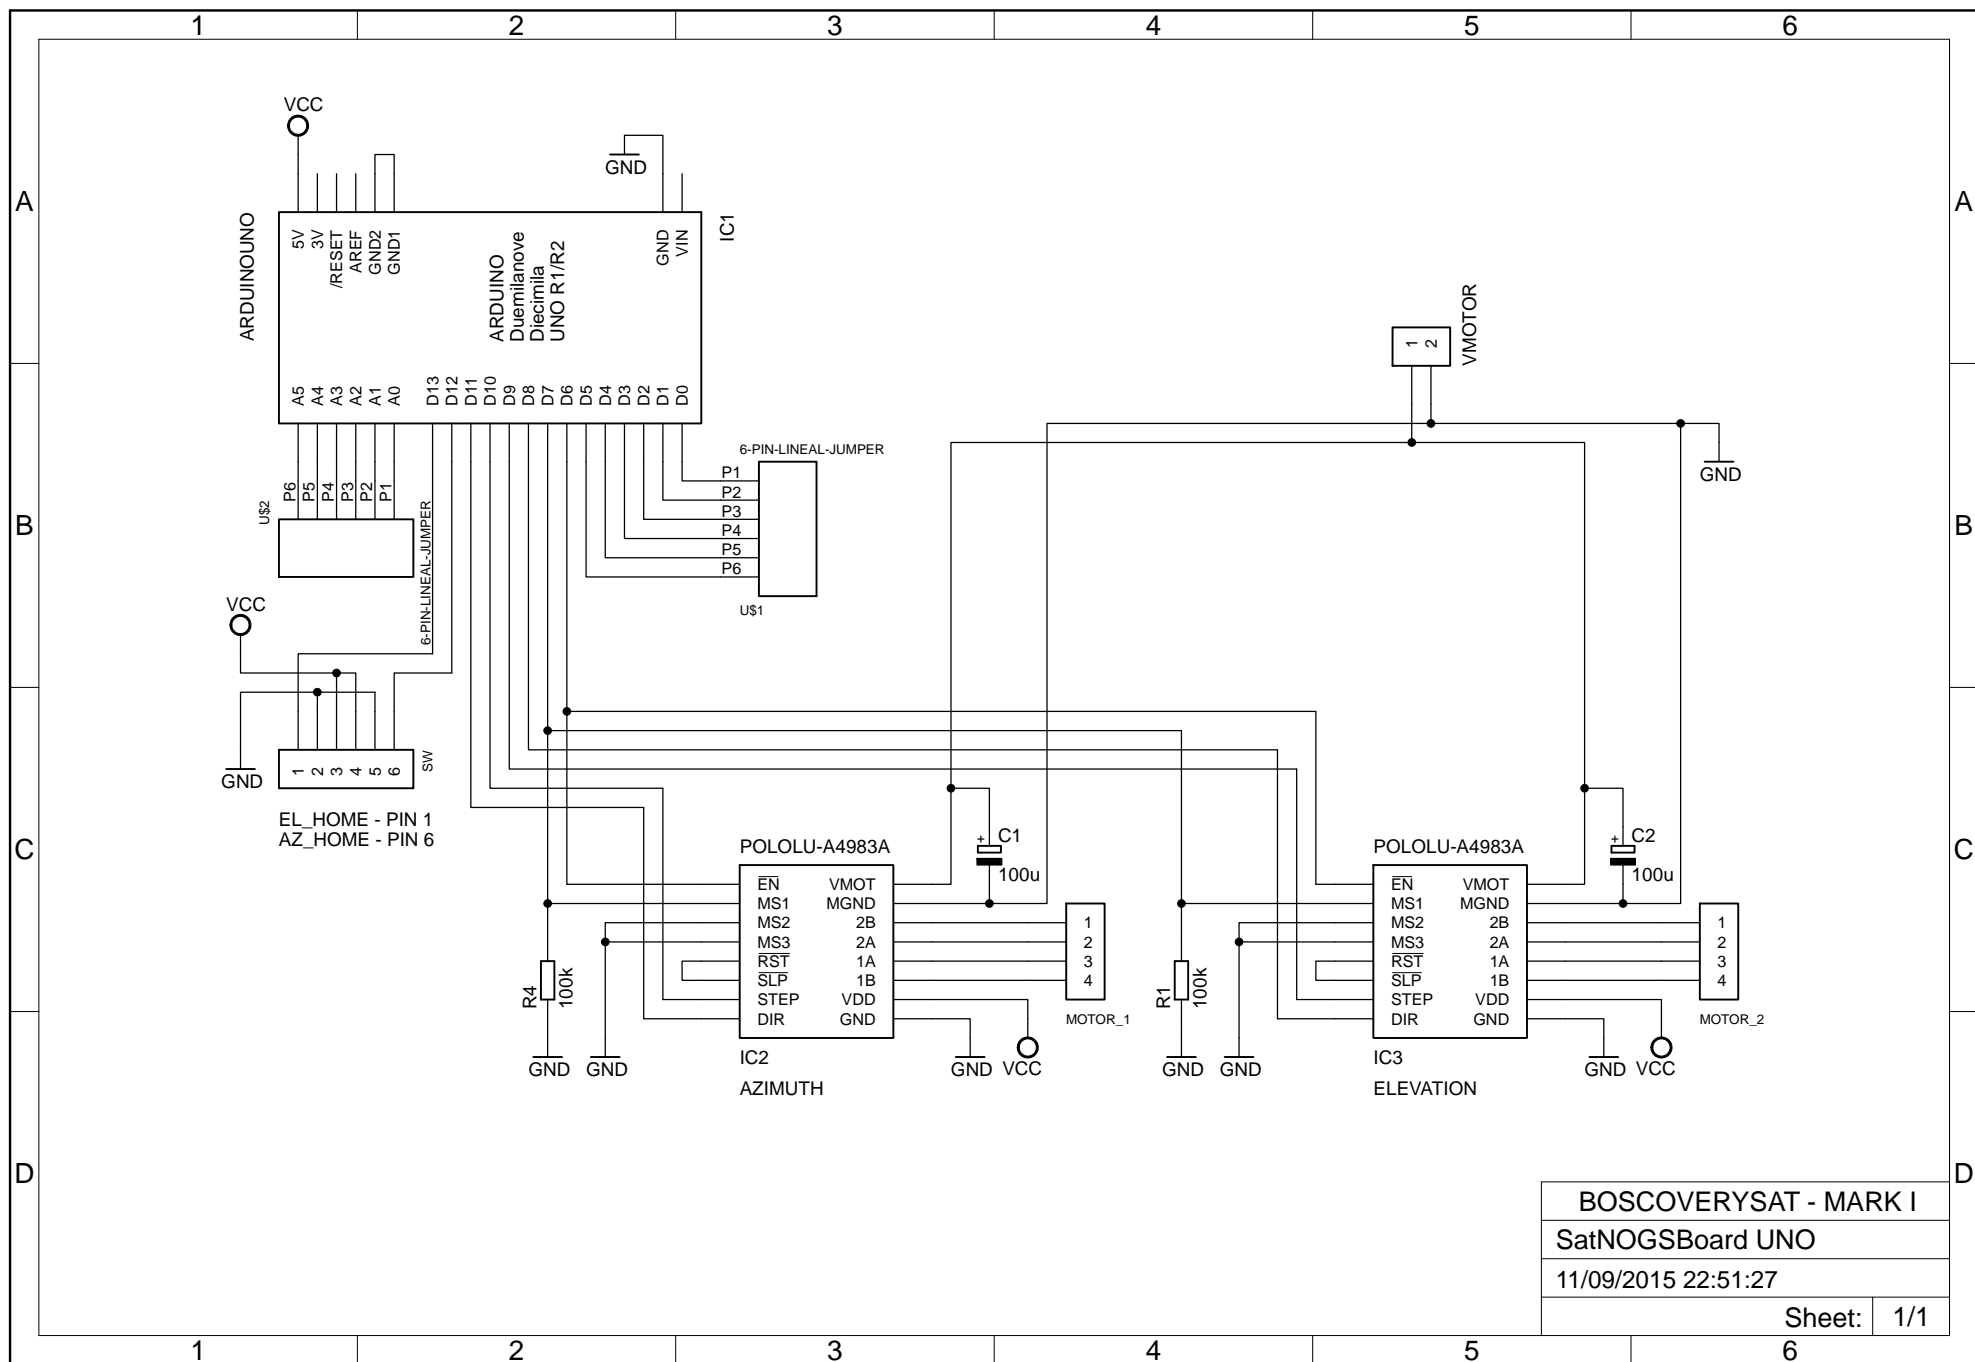 1 2 3 4 5 6
A A
B B
C C
D D
VCC
GND
ARDUINOUNO
IC1
5V
3V
/RESET
AREF
GND2
GND1
GND
VIN
ARDUINO
Duemilanove
Diecimila
UNO R1/R2
A5
A4
A3
A2
A1
A0
D13
D12
D11
D10
D9
D8
D7
D6
D5
D4
D3
D2
D1
D0
VMOTOR
1
2
GND
6-PIN-LINEAL-JUMPER
P1
P2
P3
P4
P5
P6
U$1
U$2
P6
P5
P4
P3
P2
P1
6-PIN-LINEAL-JUMPER
VCC
GND
1
2
3
4
5
6
SW
EL_HOME - PIN 1
AZ_HOME - PIN 6
POLOLU-A4983A
EN VMOT
MS1 MGND
MS2 2B
MS3 2A
RST 1A
SLP 1B
STEP VDD
DIR GND
IC2
AZIMUTH
+ C1
100u
R4
100k
GND
GND
GND
VCC
1
2
3
4
MOTOR_1
POLOLU-A4983A
EN VMOT
MS1 MGND
MS2 2B
MS3 2A
RST 1A
SLP 1B
STEP VDD
DIR GND
IC3
ELEVATION
+ C2
100u
R1
100k
GND
GND
GND
VCC
1
2
3
4
MOTOR_2
BOSCOVERYSAT - MARK I
SatNOGSBoard UNO
11/09/2015 22:51:27
Sheet: 1/1
1 2 3 4 5 6